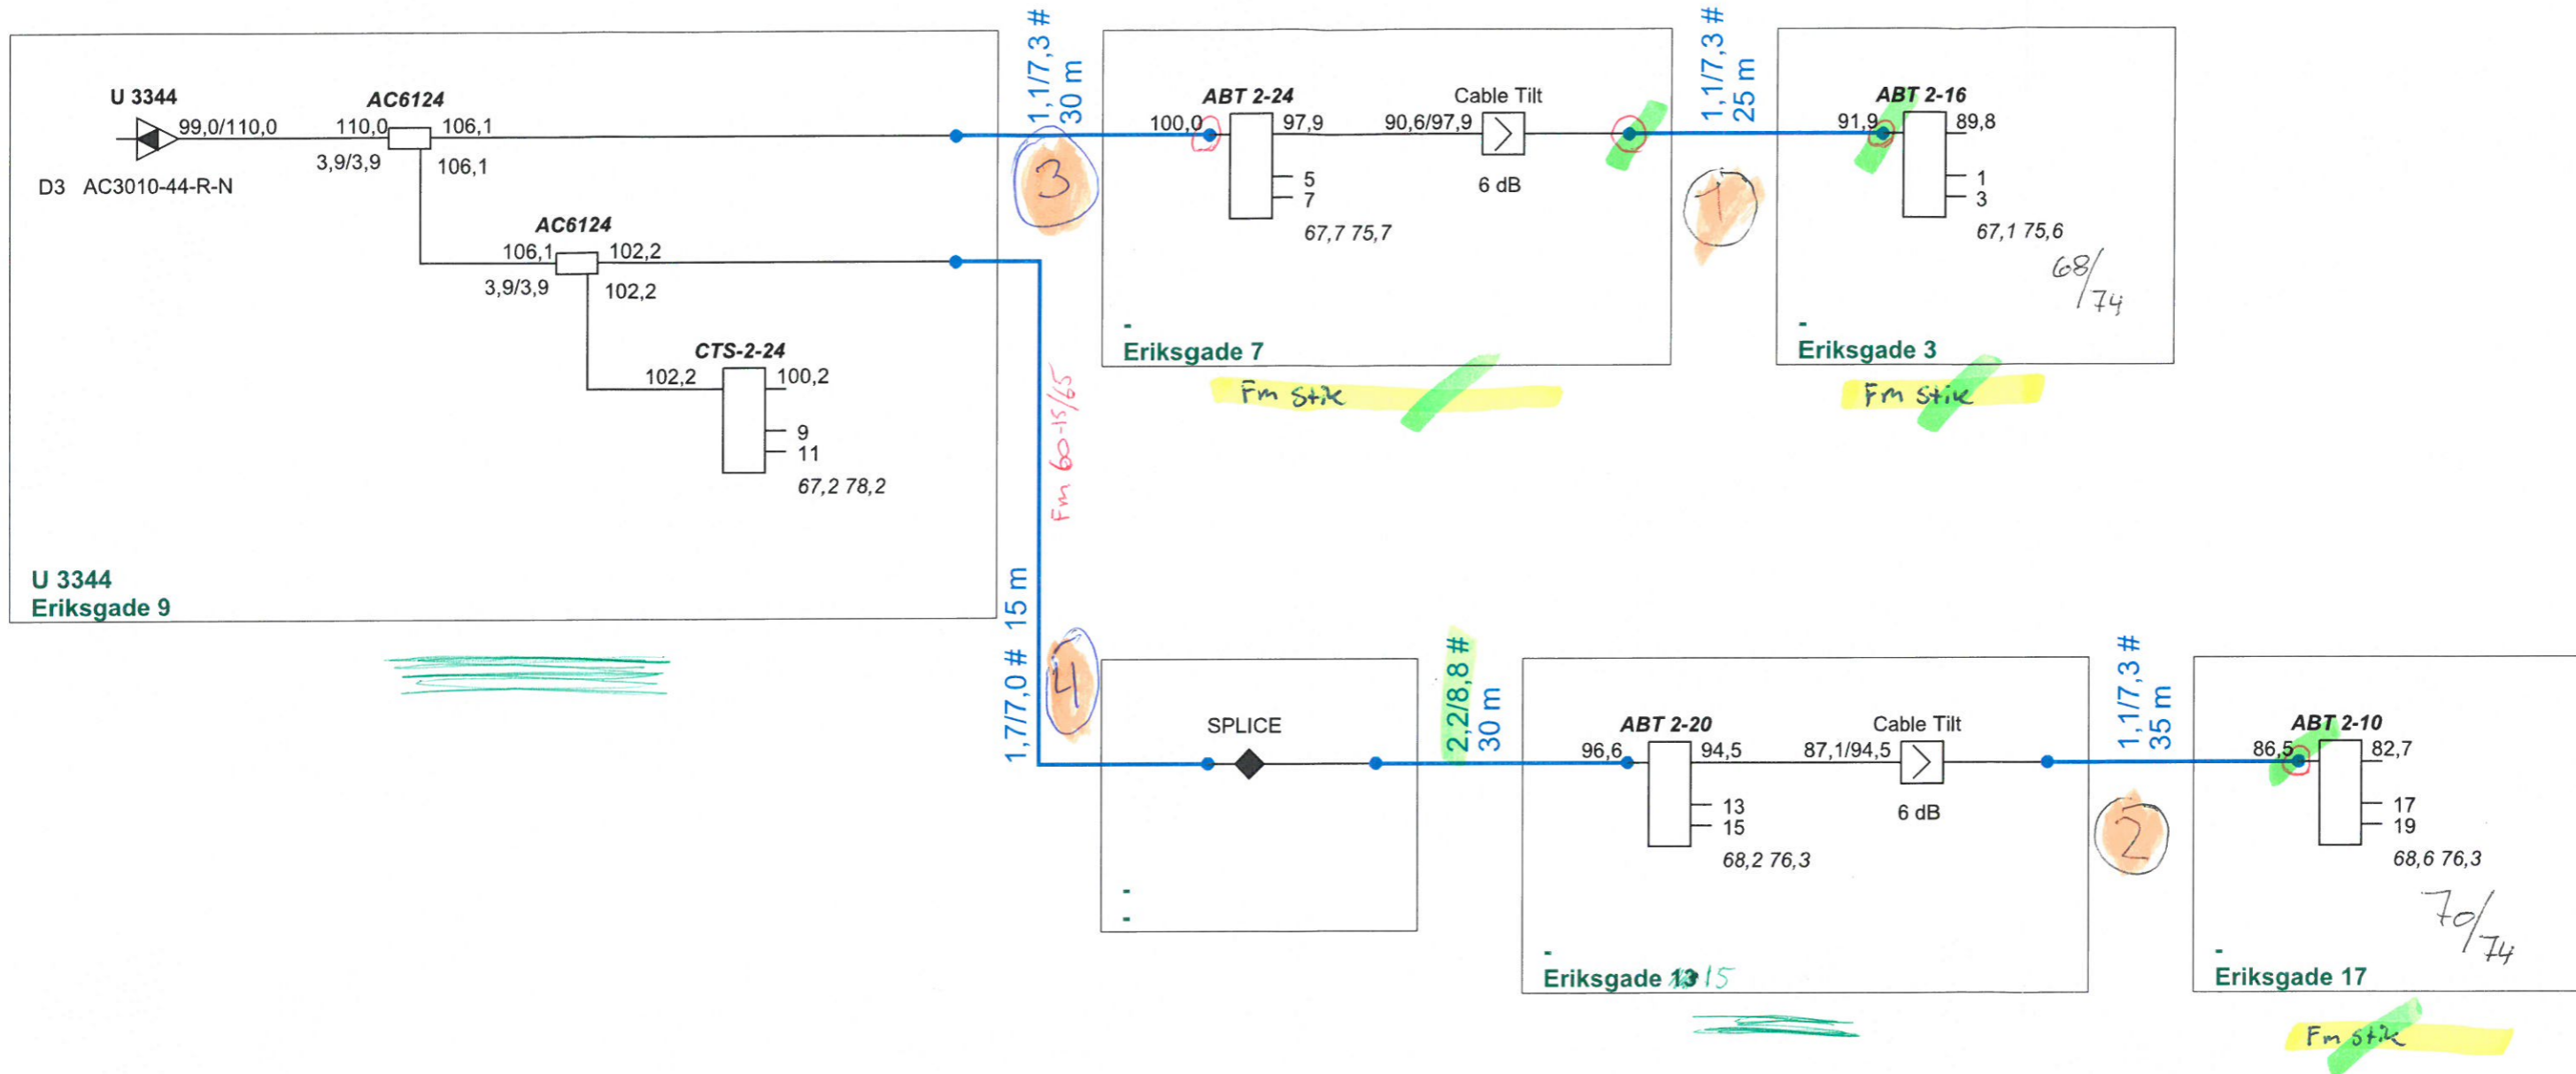 U 3344
99,0/110,0
D3 AC3010-44-R-N
AC6124
110,0 106,1
3,9/3,9
106,1
AC6124
106,1 102,2
3,9/3,9
102,2
CTS-2-24
102,2 100,2
9
11
67,2 78,2
U 3344
Eriksgade 9
1,1/7,3 #
30 m
3
ABT 2-24
100,0 97,9
5
7
67,7 75,7
90,6/97,9
Cable Tilt
6 dB
-
Eriksgade 7
Fm stik
1,1/7,3 #
25 m
1
ABT 2-16
91,9 89,8
1
3
67,1 75,6
68/74
-
Eriksgade 3
Fm stik
Fm 60-15/65
1,7/7,0 # 15 m
4
SPLICE
-
-
2,2/8,8 #
30 m
ABT 2-20
96,6 94,5
13
15
68,2 76,3
87,1/94,5
Cable Tilt
6 dB
-
Eriksgade 13 15
1,1/7,3 #
35 m
2
ABT 2-10
86,5 82,7
17
19
68,6 76,3
70/74
-
Eriksgade 17
Fm stik